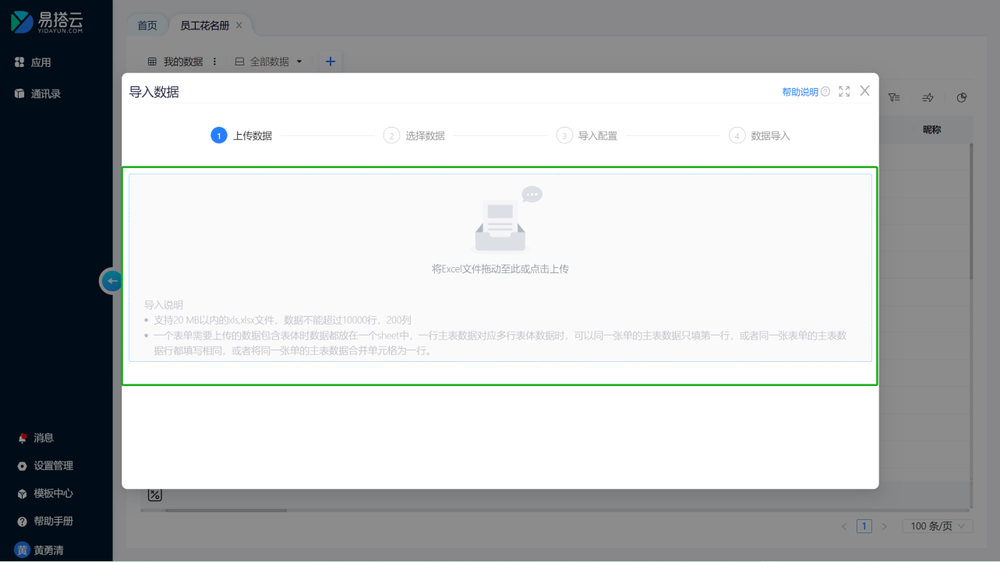 易搭云
YIDAYUN.COM
应用
通讯录
消息
设置管理
模板中心
帮助手册
黄 黄勇清
首页 员工花名册
我的数据 全部数据
昵称
导入数据 帮助说明
1 上传数据 2 选择数据 3 导入配置 4 数据导入
将Excel文件拖动至此或点击上传
导入说明
支持20 MB以内的xls,xlsx文件，数据不能超过10000行，200列
一个表单需要上传的数据包含表体时数据都放在一个sheet中，一行主表数据对应多行表体数据时，可以同一张单的主表数据只填第一行，或者同一张表单的主表数
据行都填写相同，或者将同一张单的主表数据合并单元格为一行。
1 100 条/页